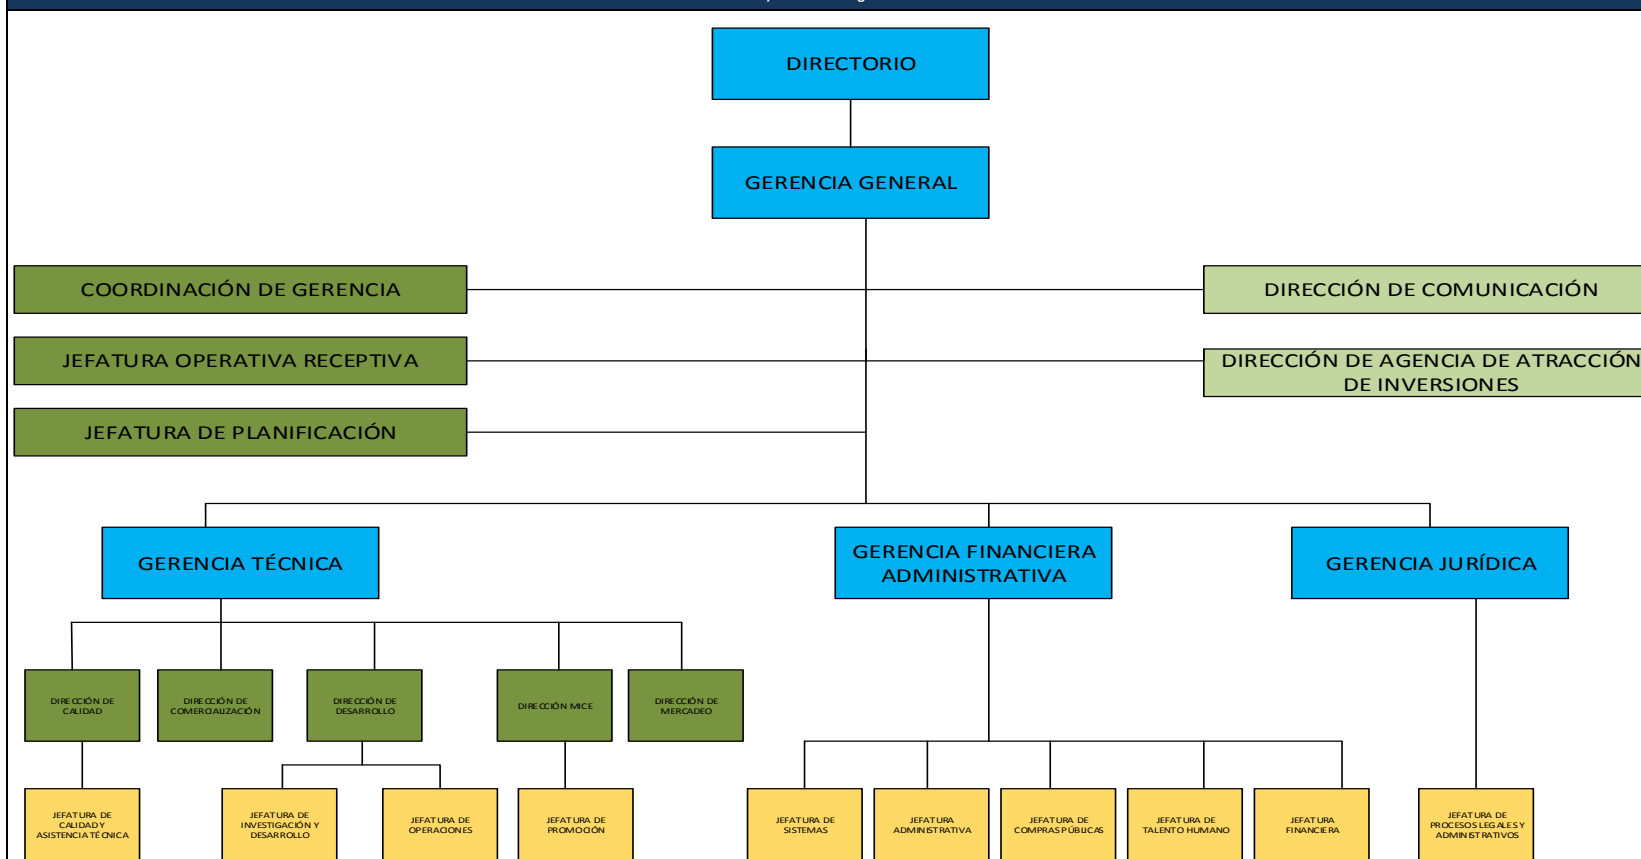 DIRECTORIO
GERENCIA GENERAL
COORDINACIÓN DE GERENCIA
DIRECCIÓN DE COMUNICACIÓN
JEFATURA OPERATIVA RECEPTIVA
DIRECCIÓN DE AGENCIA DE ATRACCIÓN
DE INVERSIONES
JEFATURA DE PLANIFICACIÓN
GERENCIA TÉCNICA
GERENCIA FINANCIERA
ADMINISTRATIVA
GERENCIA JURÍDICA
DIRECCIÓN DE
CALIDAD
DIRECCIÓN DE
COMERCIALIZACIÓN
DIRECCIÓN DE
DESARROLLO
DIRECCIÓN MICE
DIRECCIÓN DE
MERCADEO
JEFATURA DE
CALIDAD Y
ASISTENCIA TÉCNICA
JEFATURA DE
INVESTIGACIÓN Y
DESARROLLO
JEFATURA DE
OPERACIONES
JEFATURA DE
PROMOCIÓN
JEFATURA DE
SISTEMAS
JEFATURA
ADMINISTRATIVA
JEFATURA DE
COMPRAS PÚBLICAS
JEFATURA DE
TALENTO HUMANO
JEFATURA
FINANCIERA
JEFATURA DE
PROCESOS LEGALES Y
ADMINISTRATIVOS